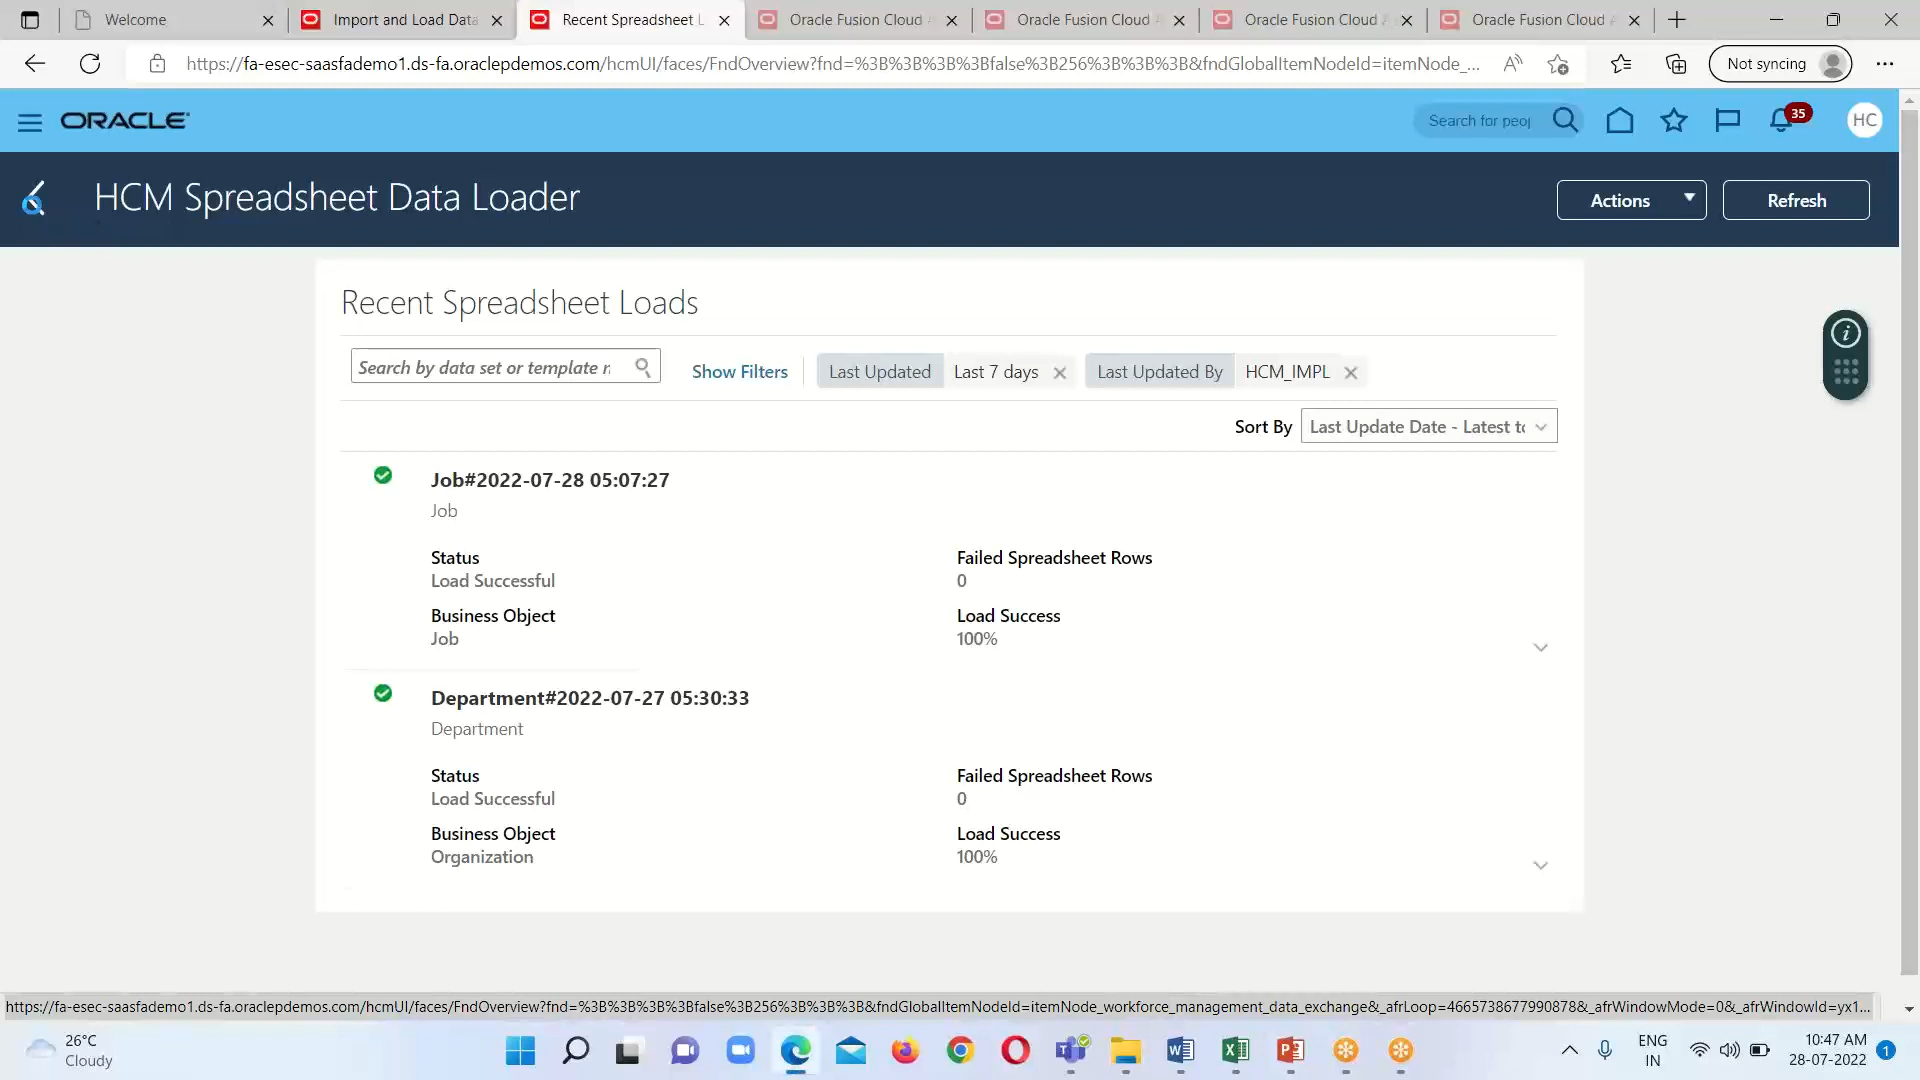 Welcome
Import and Load Data
Recent Spreadsheet L
Oracle Fusion Cloud A
Oracle Fusion Cloud
Oracle Fusion Cloud A
Oracle Fusion Cloud A
https://fa-esec-saasfademo1.ds-fa.oraclepdemos.com/hcmUI/faces/FndOverview?fnd=%3B%3B%3B%3Bfalse%3B256%3B%3B%3B&fndGlobalItemNodeId=itemNode_...
Not syncing
ORACLE
Search for peop
35
HC
HCM Spreadsheet Data Loader
Actions
Refresh
Recent Spreadsheet Loads
Search by data set or template n
Show Filters
Last Updated Last 7 days
Last Updated By HCM_IMPL
Sort By Last Update Date - Latest to
Job#2022-07-28 05:07:27
Job
Status
Load Successful
Failed Spreadsheet Rows
0
Business Object
Job
Load Success
100%
Department#2022-07-27 05:30:33
Department
Status
Load Successful
Failed Spreadsheet Rows
0
Business Object
Organization
Load Success
100%
https://fa-esec-saasfademo1.ds-fa.oraclepdemos.com/hcmUI/faces/FndOverview?fnd=%3B%3B%3B%3Bfalse%3B256%3B%3B%3B&fndGlobalItemNodeId=itemNode_workforce_management_data_exchange&_afrLoop=4665738677990878&_afrWindowMode=0&_afrWindowId=yx1...
26°C
Cloudy
ENG
IN
10:47 AM
28-07-2022
1